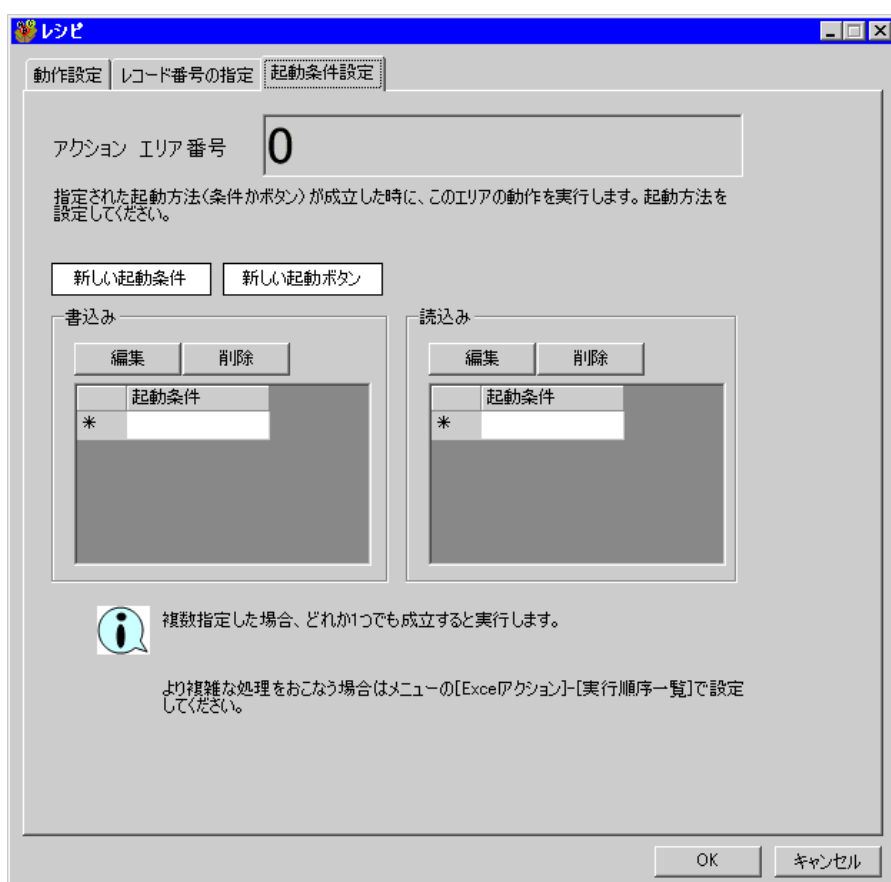 レシピ
動作設定 レコード番号の指定 起動条件設定
アクション エリア番号 0
指定された起動方法(条件かボタン)が成立した時に、このエリアの動作を実行します。起動方法を
設定してください。
新しい起動条件 新しい起動ボタン
書込み 読込み
編集 削除 編集 削除
起動条件 起動条件
* *
複数指定した場合、どれか1つでも成立すると実行します。
より複雑な処理をおこなう場合はメニューの[Excelアクション]-[実行順序一覧]で設定
してください。
OK キャンセル